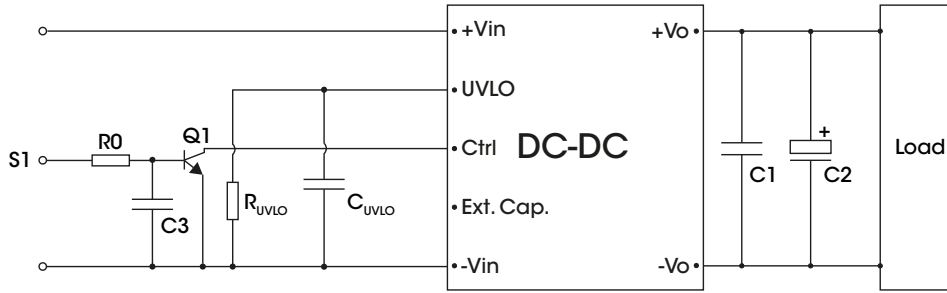 +Vin
+Vo
UVLO
R0
Q1
S1
Ctrl
DC-DC
C1
+
C2
Load
C3
R_UVLO
C_UVLO
Ext. Cap.
-Vin
-Vo